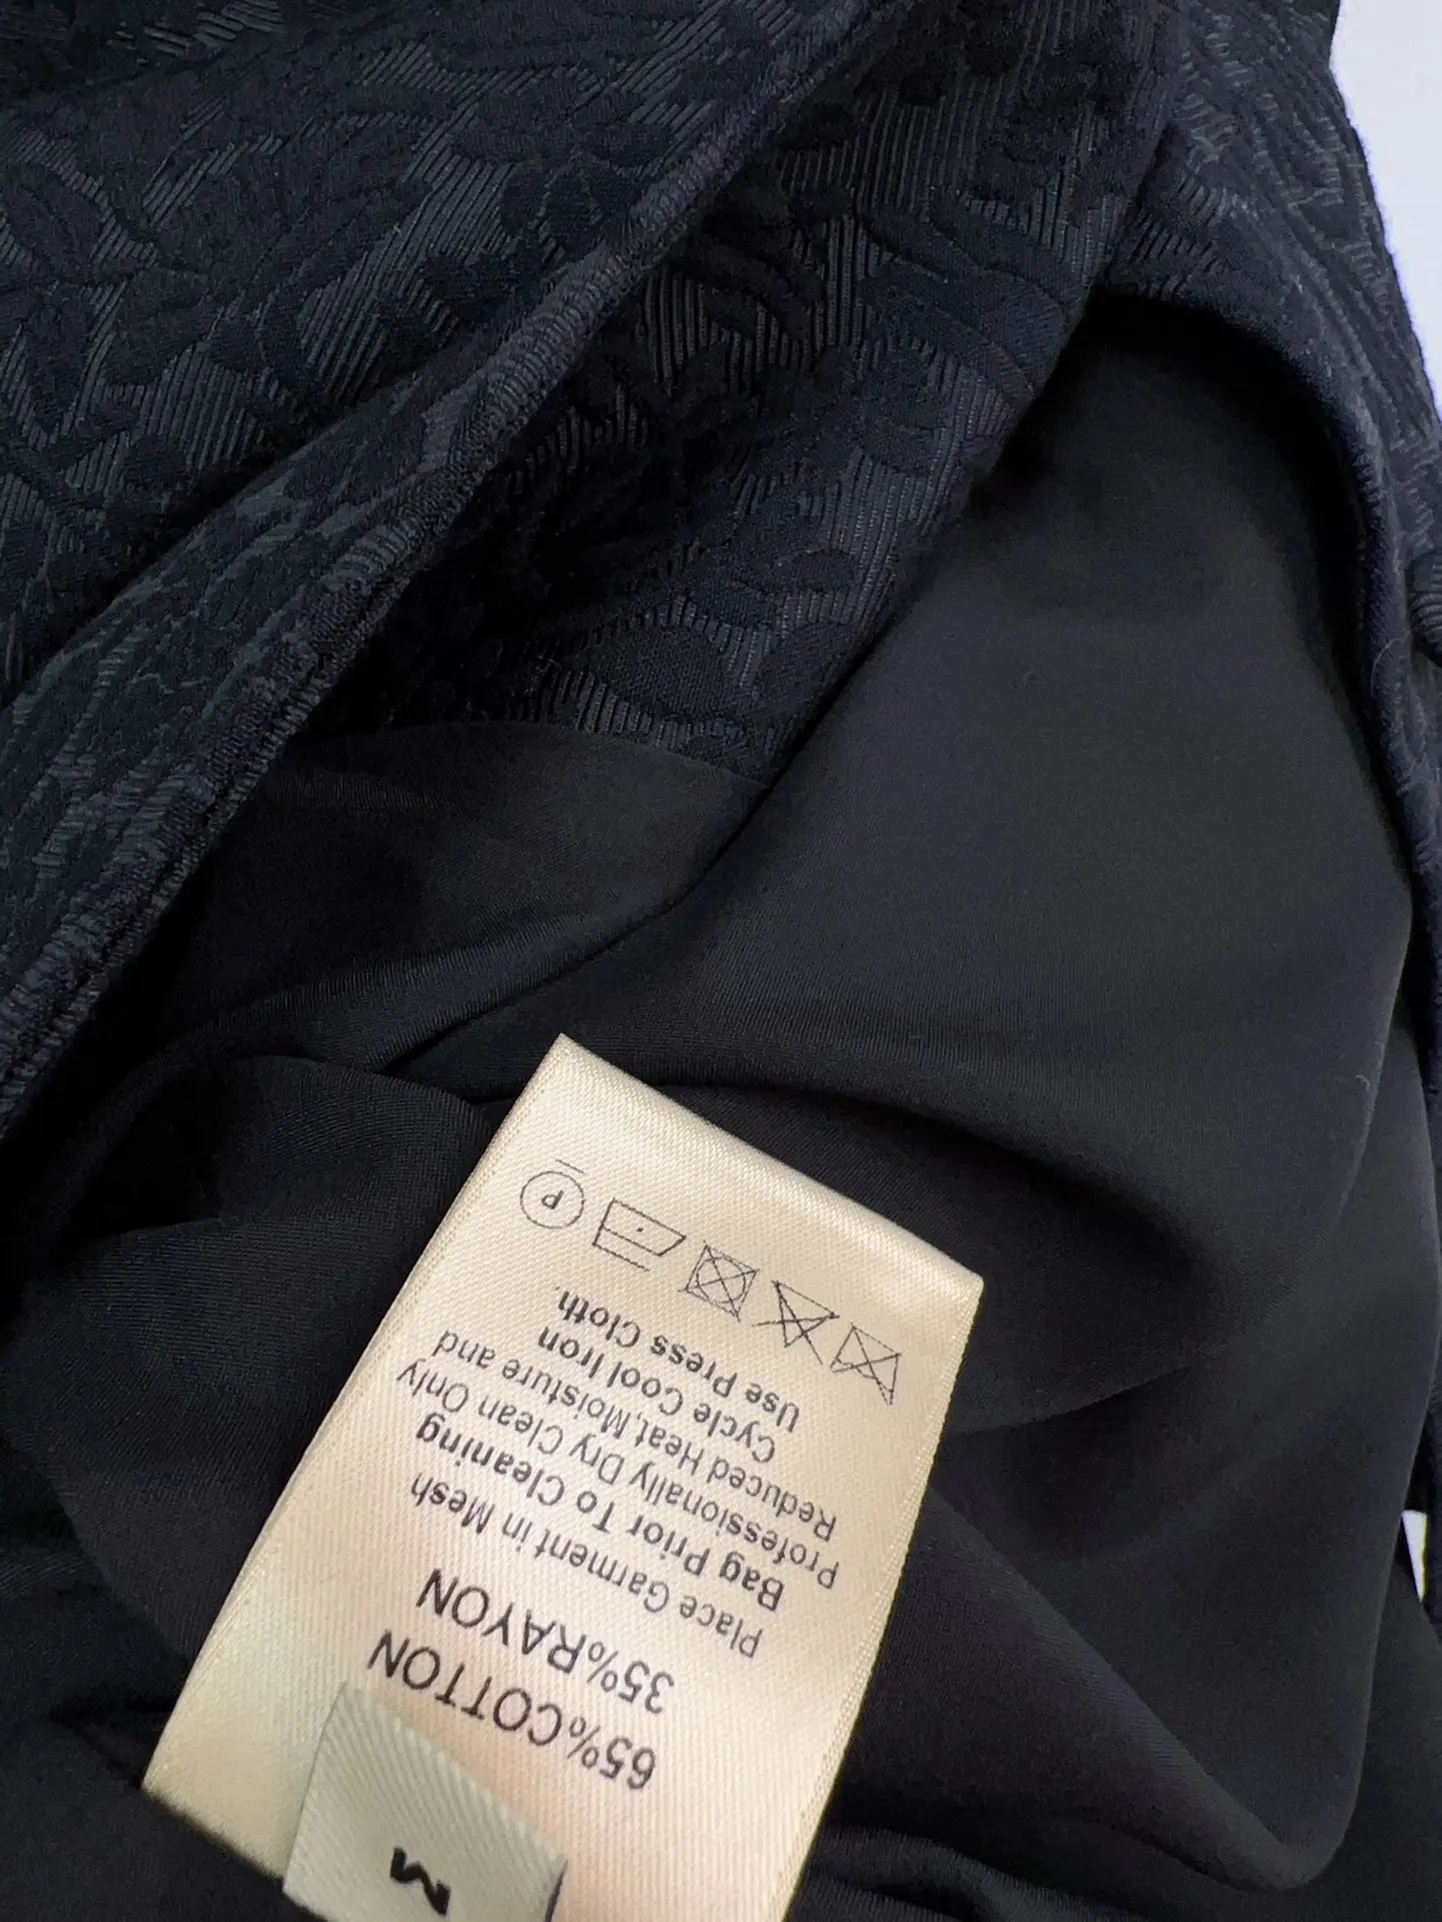 M
65%COTTON
35%RAYON
Place Garment in Mesh
Bag Prior To Cleaning
Professionally Dry Clean Only
Reduced Heat,Moisture and
Cycle Cool Iron
Use Press Cloth.
P